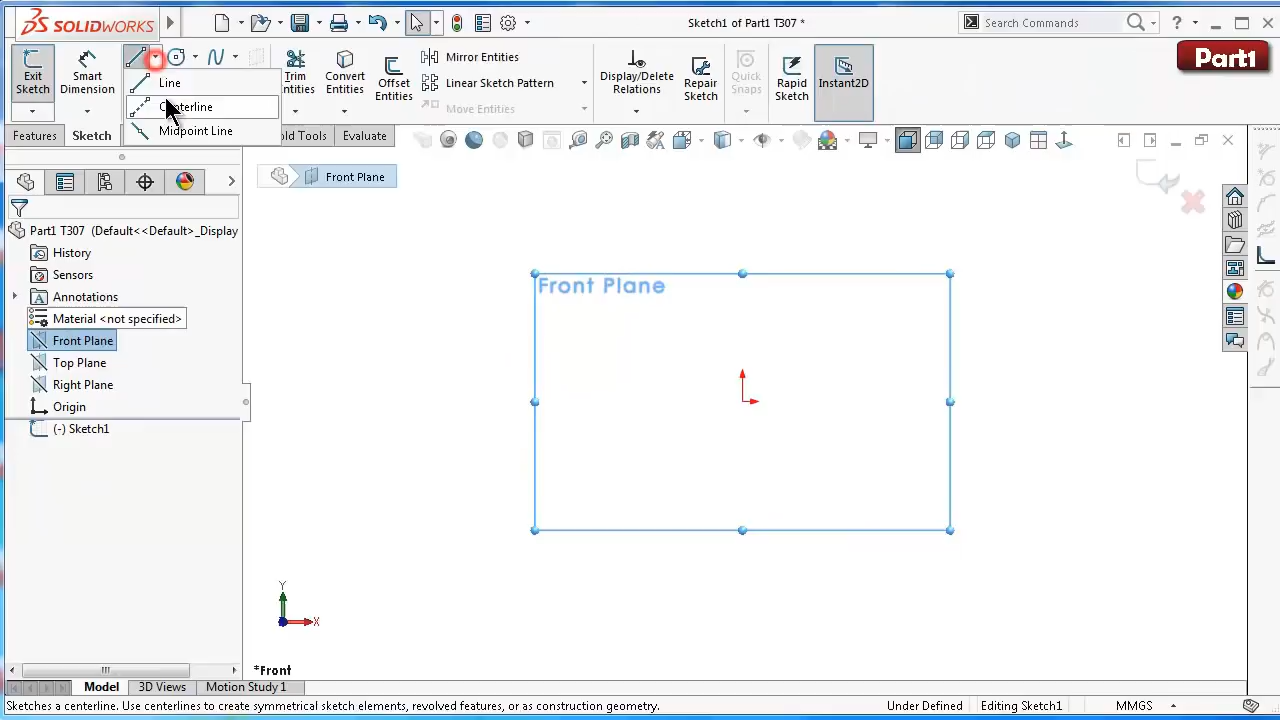 SOLIDWORKS
Sketch1 of Part1 T307 *
Search Commands
Part1
Exit Sketch
Smart Dimension
Line
Centerline
Midpoint Line
Trim Entities
Convert Entities
Offset Entities
Mirror Entities
Linear Sketch Pattern
Move Entities
Display/Delete Relations
Repair Sketch
Quick Snaps
Rapid Sketch
Instant2D
Features
Sketch
old Tools
Evaluate
Front Plane
Part1 T307 (Default<<Default>_Display
History
Sensors
Annotations
Material <not specified>
Front Plane
Top Plane
Right Plane
Origin
(-) Sketch1
Front Plane
Y
X
*Front
Model
3D Views
Motion Study 1
Sketches a centerline. Use centerlines to create symmetrical sketch elements, revolved features, or as construction geometry.
Under Defined
Editing Sketch1
MMGS